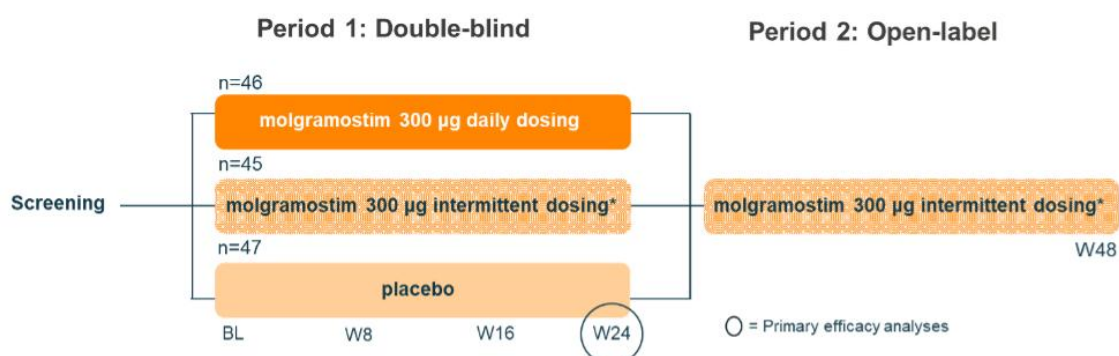 Period 1: Double-blind
Period 2: Open-label
n=46
molgramostim 300 µg daily dosing
n=45
Screening
molgramostim 300 µg intermittent dosing*
molgramostim 300 µg intermittent dosing*
n=47
W48
placebo
BL
W8
W16
W24
O = Primary efficacy analyses